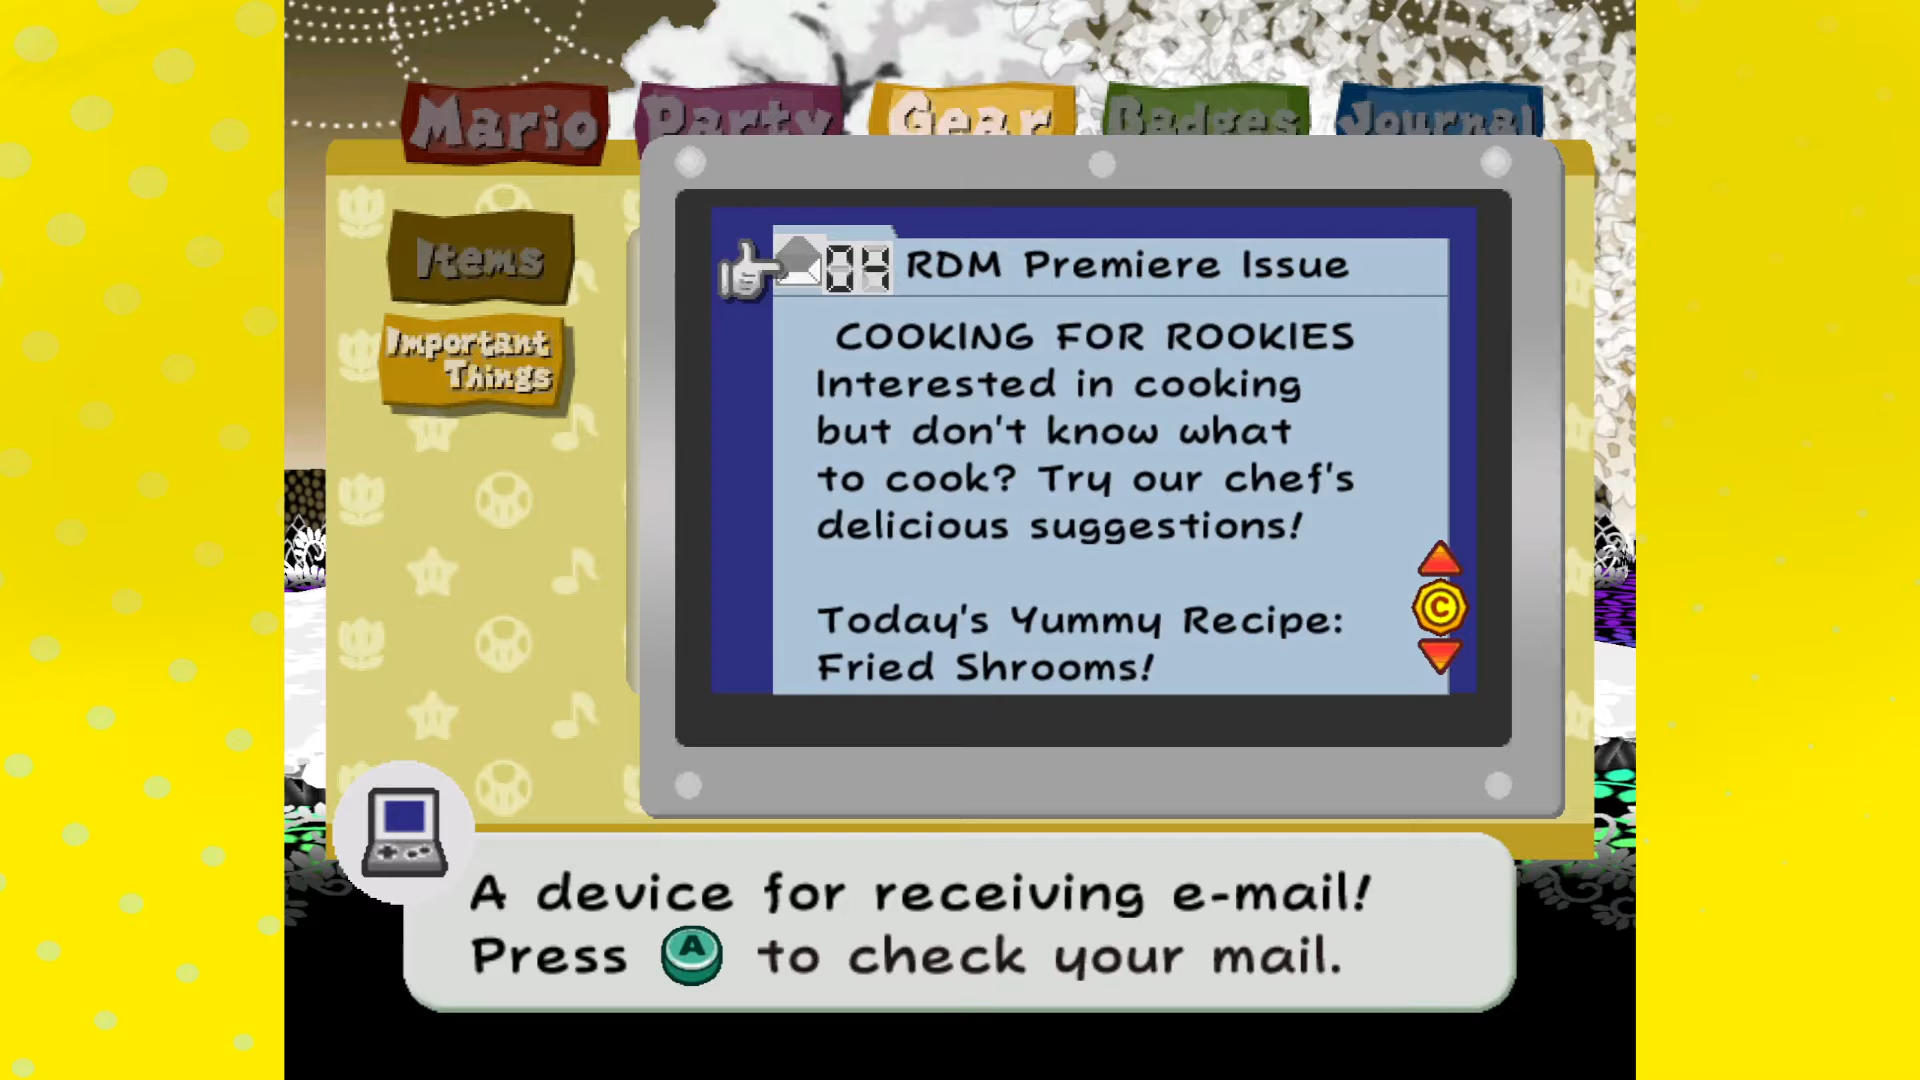 Mario Party Gear Badges Journal
Items
Important
Things
RDM Premiere Issue
COOKING FOR ROOKIES
Interested in cooking
but don't know what
to cook? Try our chef's
delicious suggestions!
Today's Yummy Recipe:
Fried Shrooms!
C
A device for receiving e-mail!
Press A to check your mail.